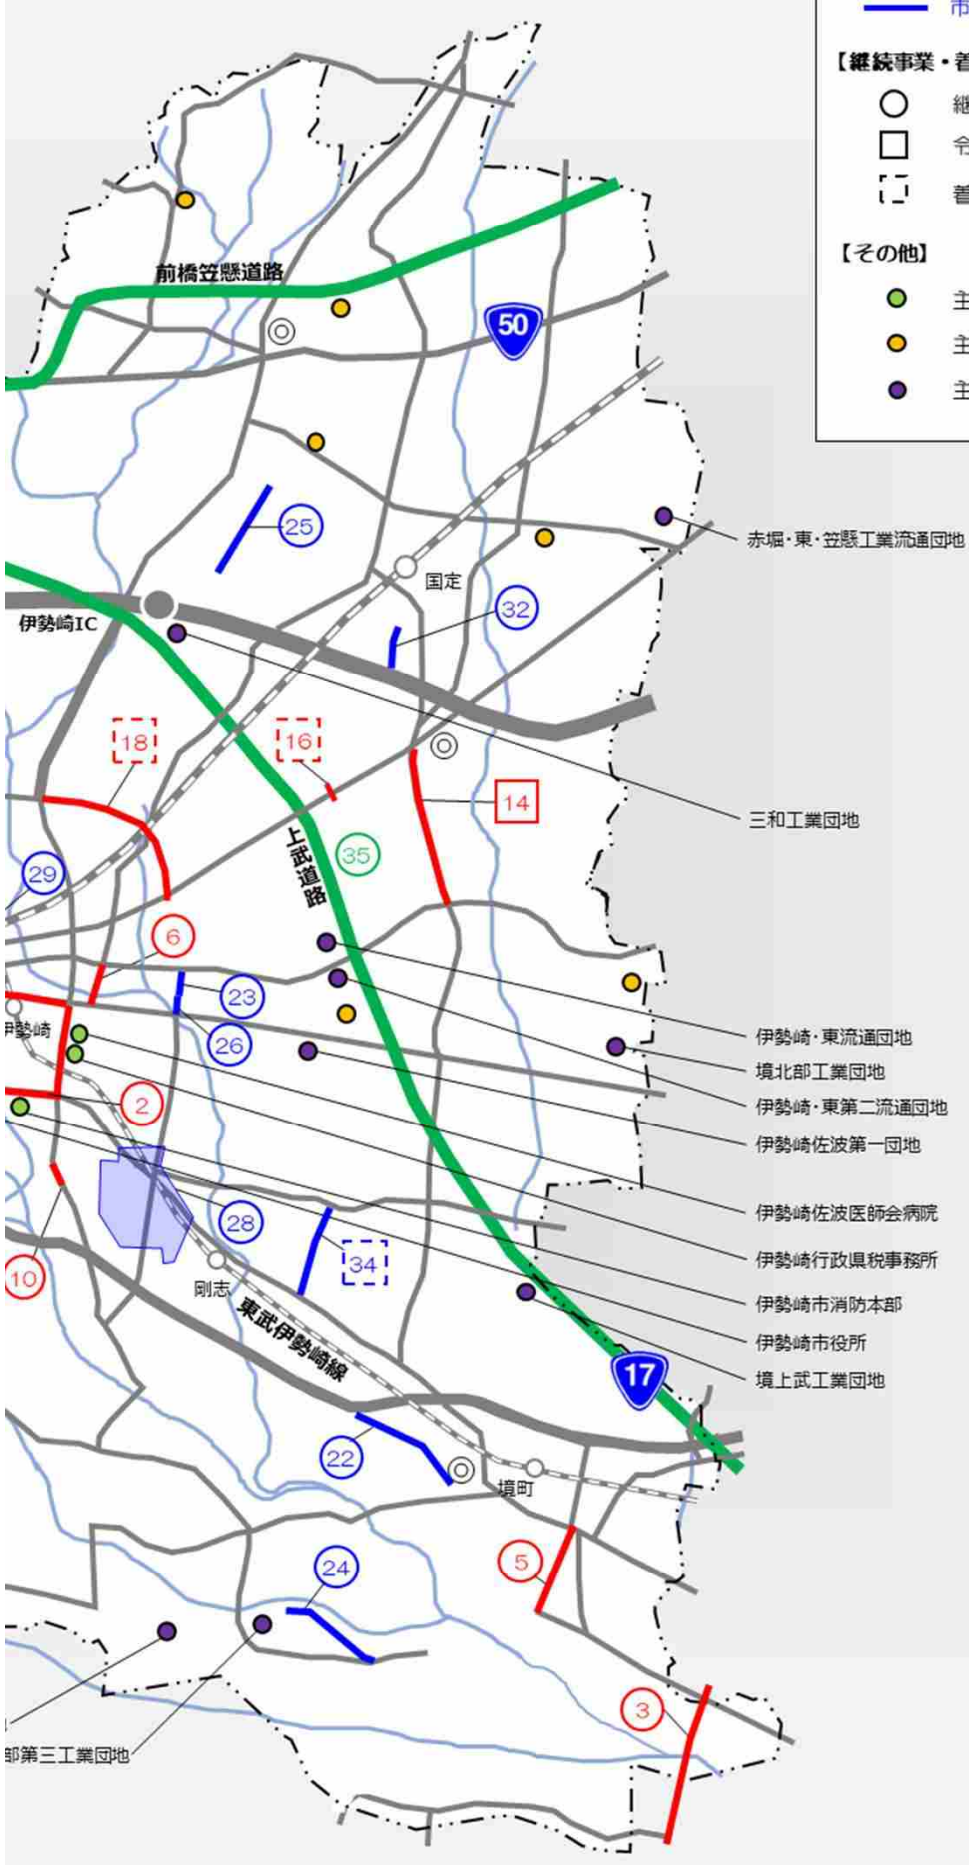 市
【継続事業・着
継
令
着
【その他】
主
主
主
前橋笠懸道路
50
25
赤堀・東・笠懸工業流通団地
国定
32
伊勢崎IC
18
16
14
三和工業団地
上武道路
35
29
6
23
伊勢崎
26
伊勢崎・東流通団地
境北部工業団地
2
伊勢崎・東第二流通団地
伊勢崎佐波第一団地
28
伊勢崎佐波医師会病院
34
伊勢崎行政県税事務所
10
剛志
伊勢崎市消防本部
東武伊勢崎線
伊勢崎市役所
17
境上武工業団地
22
境町
5
24
3
部第三工業団地